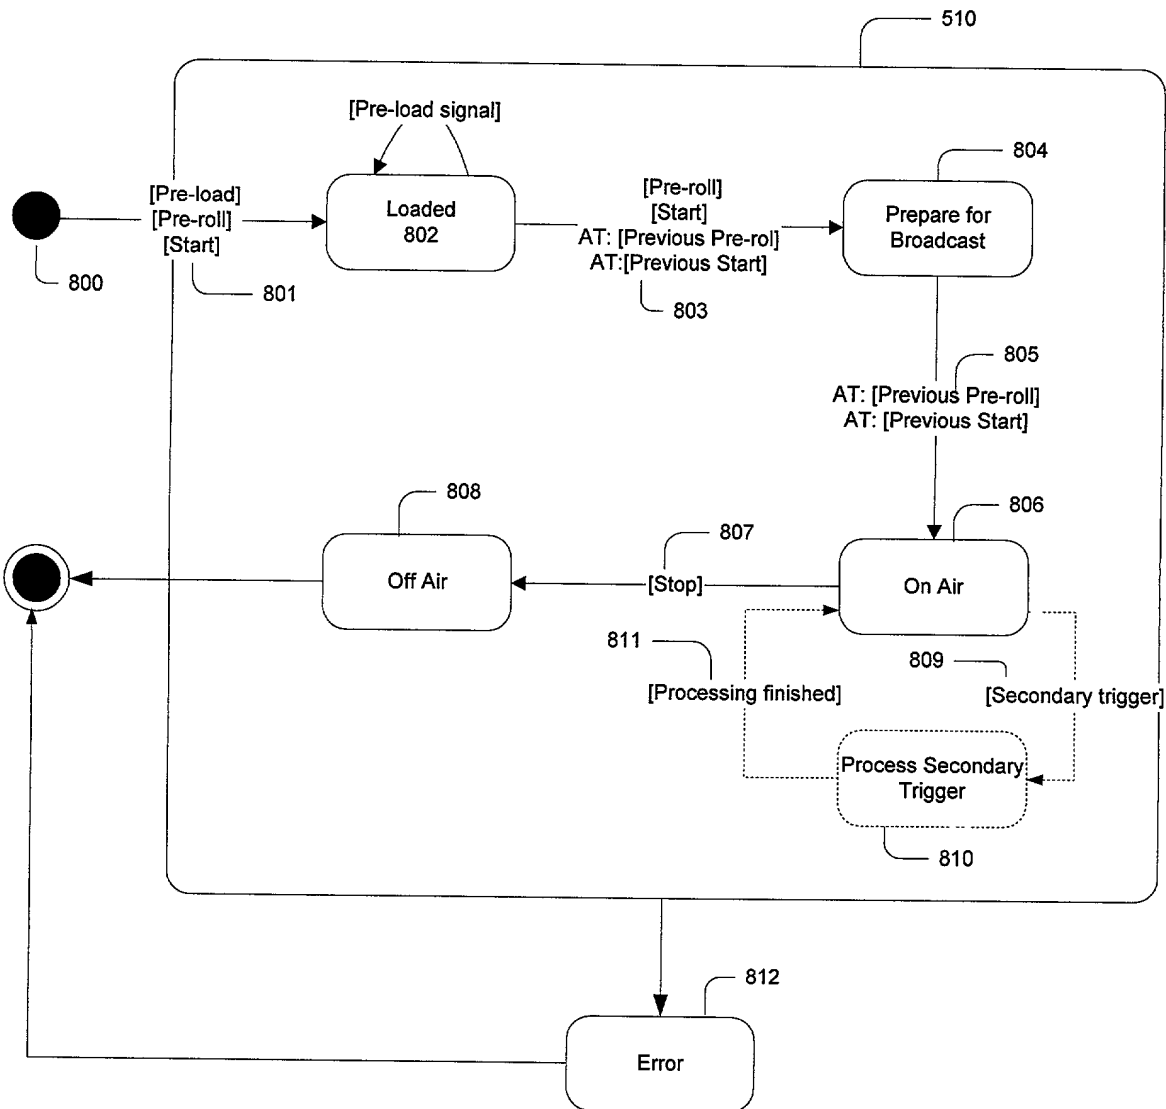 510
[Pre-load signal]
804
[Pre-load]
[Pre-roll]
[Start]
Loaded
802
[Pre-roll]
[Start]
AT: [Previous Pre-rol]
AT:[Previous Start]
Prepare for
Broadcast
800
801
803
805
AT: [Previous Pre-roll]
AT: [Previous Start]
808
807
806
Off Air
[Stop]
On Air
811
809
[Processing finished]
[Secondary trigger]
Process Secondary
Trigger
810
812
Error